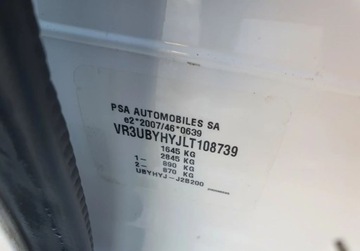 PSA AUTOMOBILES SA
e2*2007/46*0639
VR3UBYHYJLT108739
1645 KG
2845 KG
1- 890 KG
2- 870 KG
UBYHYJ-J2B200